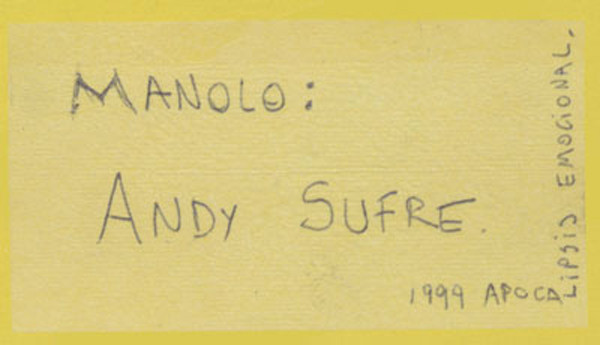 MANOLO:
ANDY SUFRE.
1999 APOCALIPSIS EMOCIONAL.